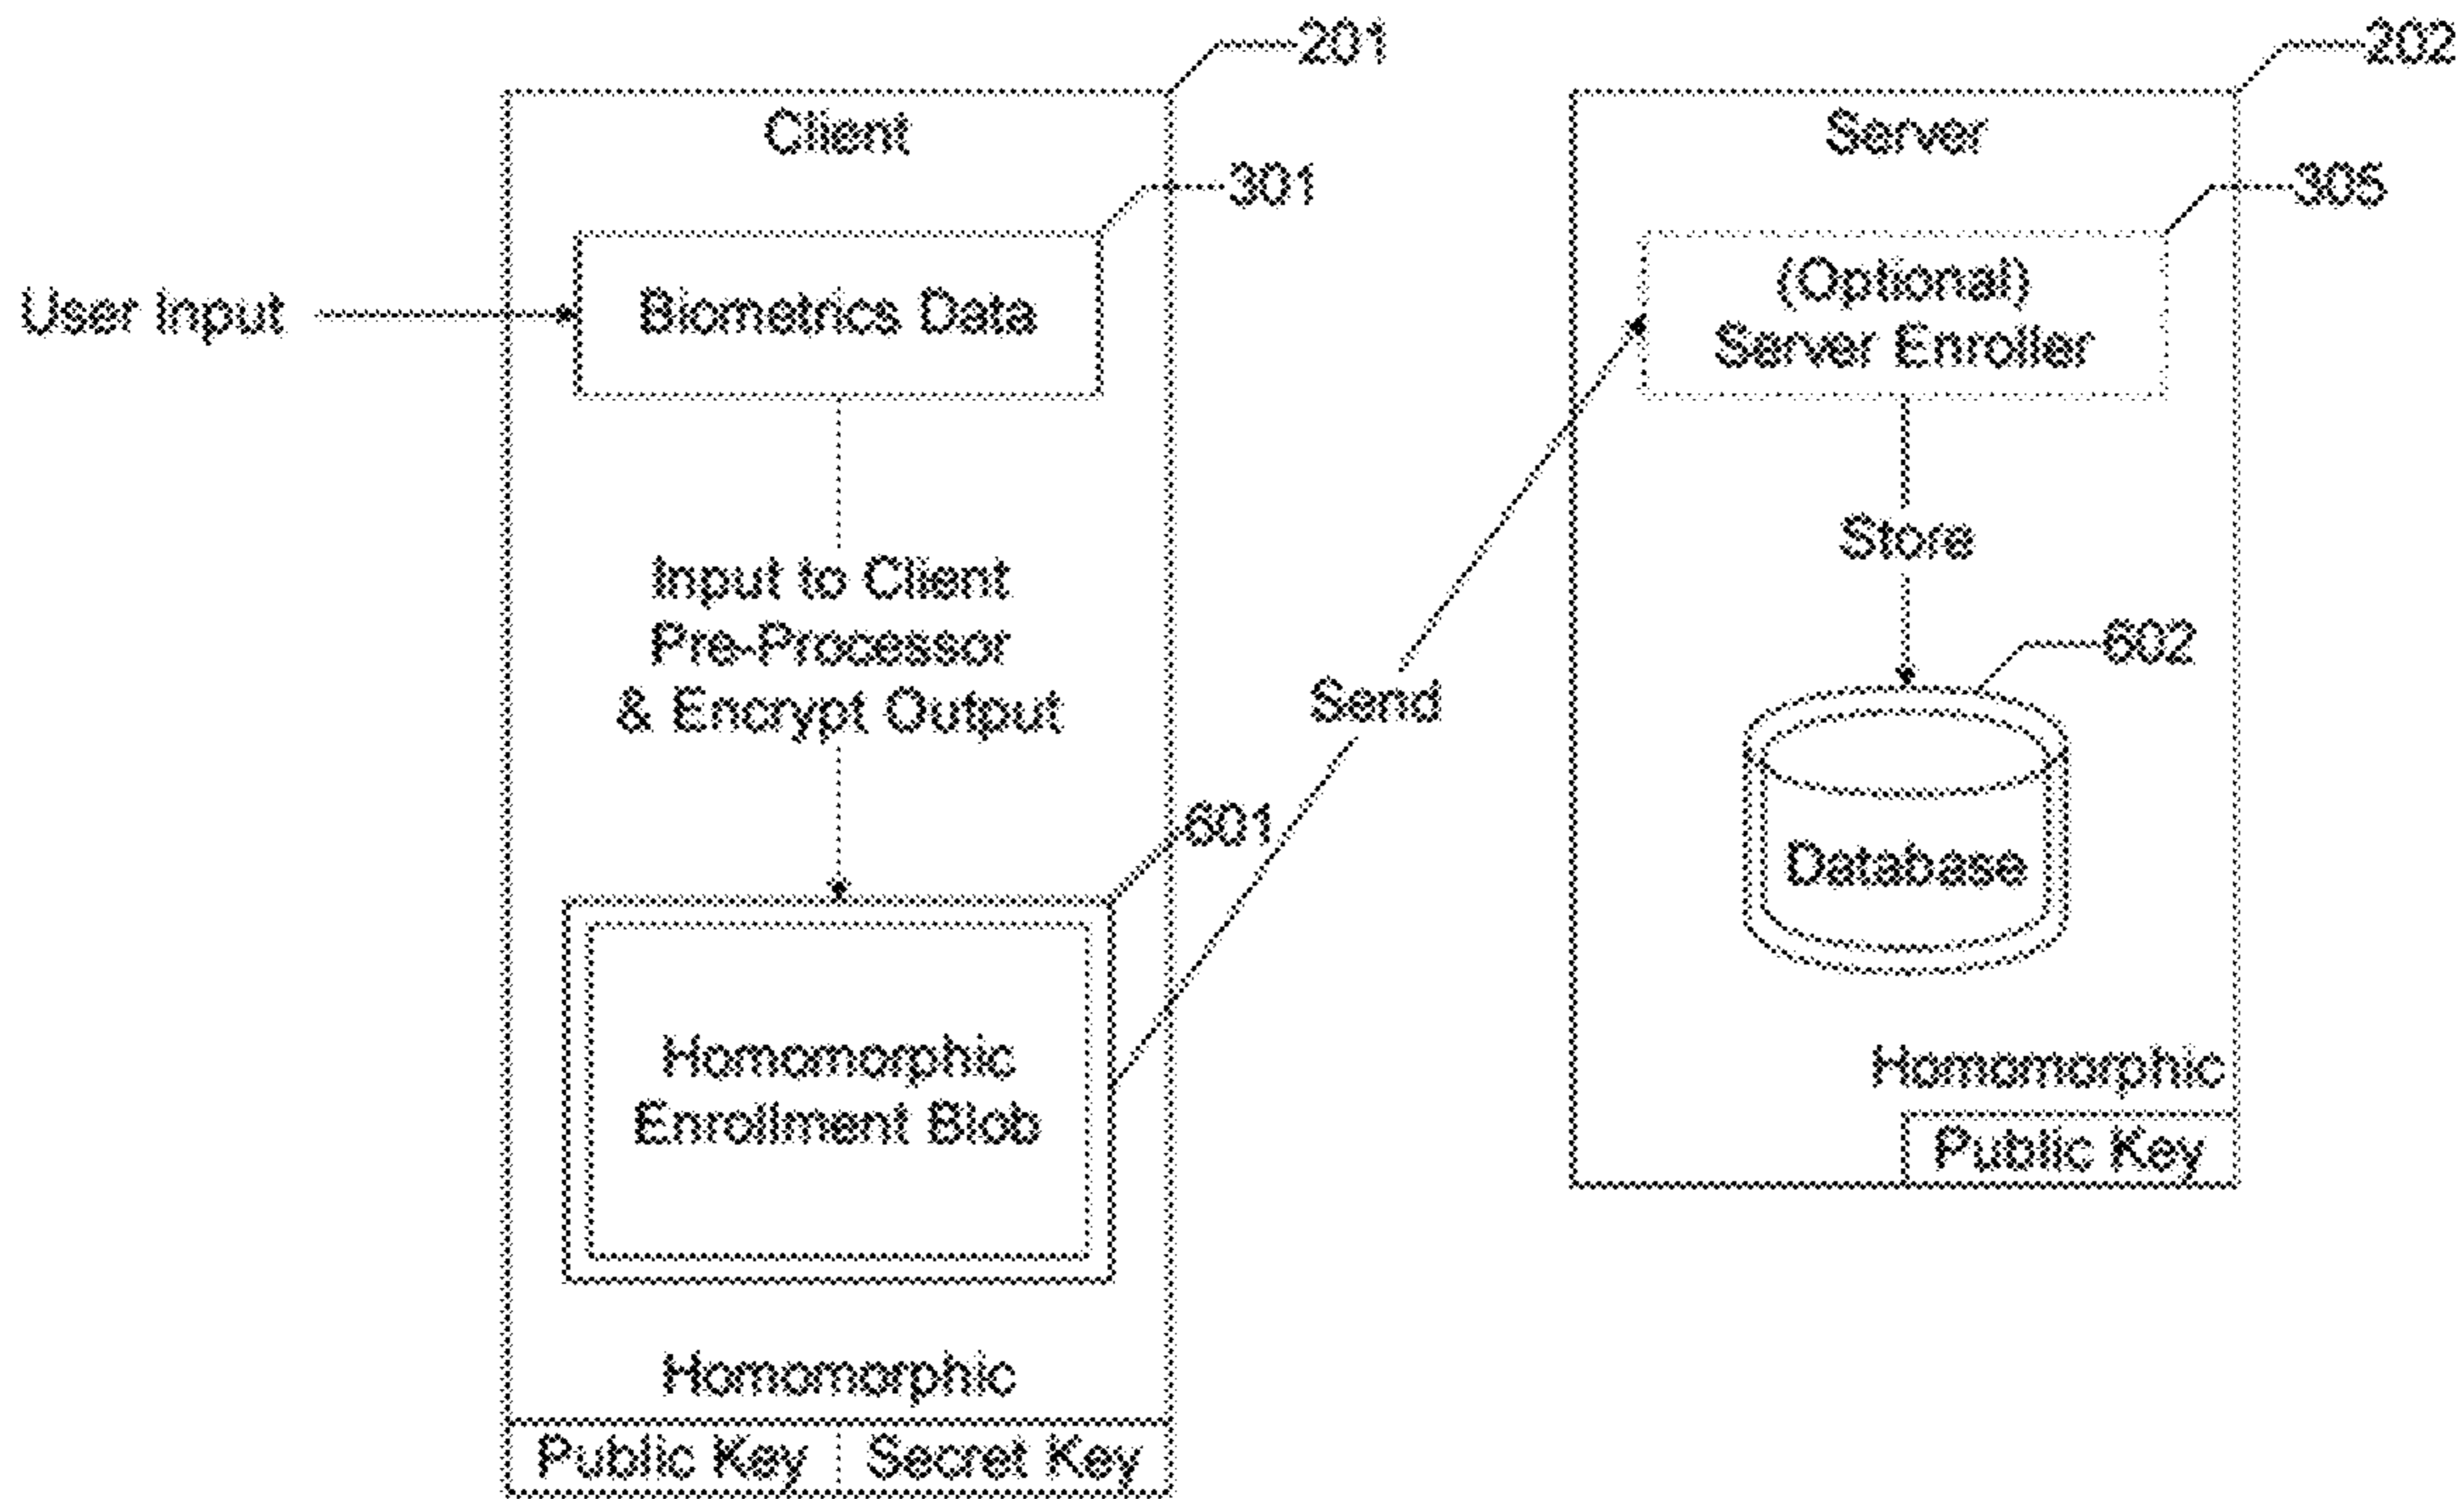 201
Client
301
User Input
Biometrics Data
Input to Client
Pre-Processor
& Encrypt Output
601
Homomorphic
Enrollment Blob
Homomorphic
Public Key
Secret Key
Send
202
Server
305
(Optional)
Server Enroller
Store
602
Database
Homomorphic
Public Key